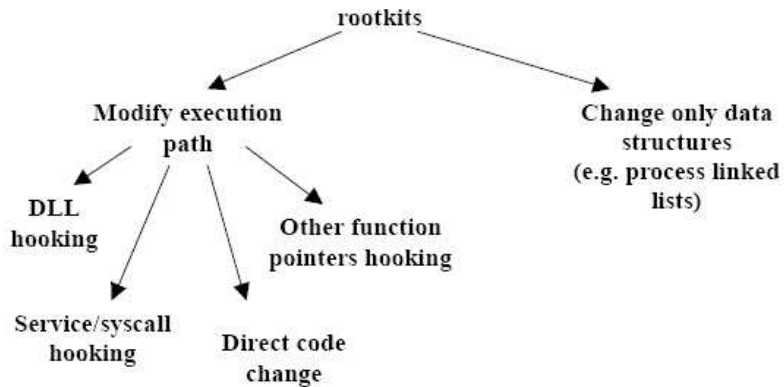 rootkits
Modify execution
path
Change only data
structures
(e.g. process linked
lists)
DLL
hooking
Other function
pointers hooking
Service/syscall
hooking
Direct code
change